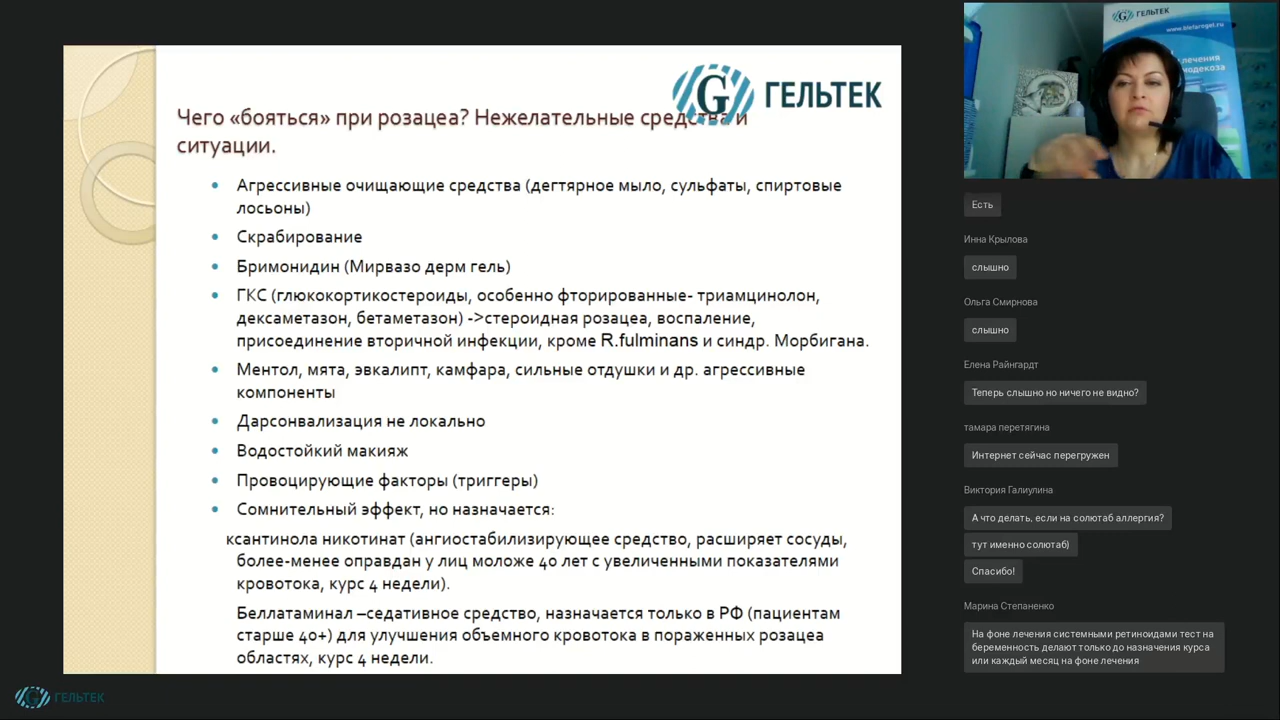 ГЕЛЬТЕК
Чего «бояться» при розацеа? Нежелательные средства и
ситуации.
• Агрессивные очищающие средства (дегтярное мыло, сульфаты, спиртовые
лосьоны)
• Скрабирование
• Бримонидин (Мирвазо дерм гель)
• ГКС (глюкокортикостероиды, особенно фторированные- триамцинолон,
дексаметазон, бетаметазон) ->стероидная розацеа, воспаление,
присоединение вторичной инфекции, кроме R.fulminans и синдр. Морбигана.
• Ментол, мята, эвкалипт, камфара, сильные отдушки и др. агрессивные
компоненты
• Дарсонвализация не локально
• Водостойкий макияж
• Провоцирующие факторы (триггеры)
• Сомнительный эффект, но назначается:
ксантинола никотинат (ангиостабилизирующее средство, расширяет сосуды,
более-менее оправдан у лиц моложе 40 лет с увеличенными показателями
кровотока, курс 4 недели).
Беллатаминал –седативное средство, назначается только в РФ (пациентам
старше 40+) для улучшения объемного кровотока в пораженных розацеа
областях, курс 4 недели.
ГЕЛЬТЕК
ГЕЛЬТЕК
www.blefarogel.ru
лечения
модекоза
Есть
Инна Крылова
слышно
Ольга Смирнова
слышно
Елена Райнгардт
Теперь слышно но ничего не видно?
тамара перетягина
Интернет сейчас перегружен
Виктория Галиулина
А что делать, если на солютаб аллергия?
тут именно солютаб)
Спасибо!
Марина Степаненко
На фоне лечения системными ретиноидами тест на
беременность делают только до назначения курса
или каждый месяц на фоне лечения